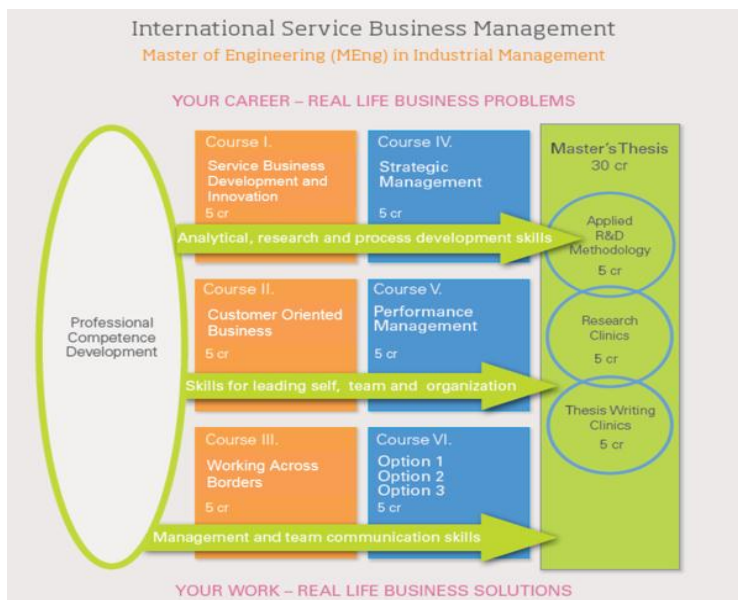 International Service Business Management
Master of Engineering (MEng) in Industrial Management
YOUR CAREER – REAL LIFE BUSINESS PROBLEMS
Professional
Competence
Development
Course I.
Service Business
Development and
Innovation
5 cr
Course IV.
Strategic
Management
5 cr
Analytical, research and process development skills
Course II.
Customer Oriented
Business
5 cr
Course V.
Performance
Management
5 cr
Skills for leading self, team and organization
Course III.
Working Across
Borders
5 cr
Course VI.
Option 1
Option 2
Option 3
5 cr
Management and team communication skills
Master's Thesis
30 cr
Applied
R&D
Methodology
5 cr
Research
Clinics
5 cr
Thesis Writing
Clinics
5 cr
YOUR WORK – REAL LIFE BUSINESS SOLUTIONS